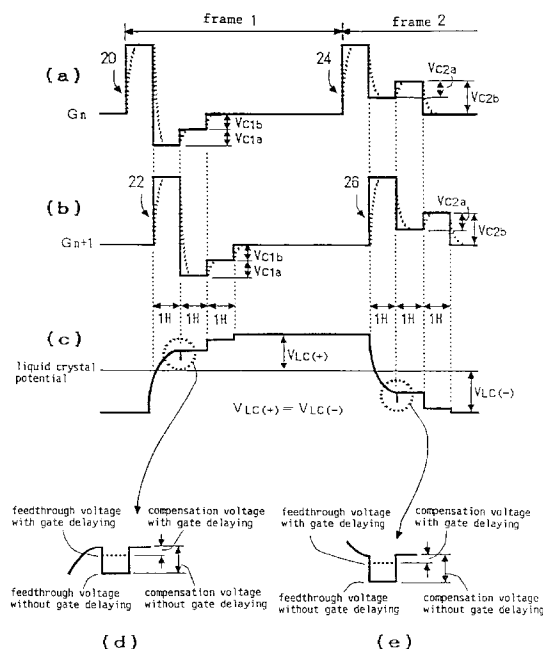 frame 1
frame 2
20
24
(a)
Gn
VC1b
VC1a
VC2a
VC2b
22
26
(b)
Gn+1
VC1b
VC1a
VC2a
VC2b
1H
1H
1H
1H
1H
1H
(c)
liquid crystal
potential
VLC(+)
VLC(-)
VLC(+) = VLC(-)
feedthrough voltage
with gate delaying
compensation voltage
with gate delaying
feedthrough voltage
without gate delaying
compensation voltage
without gate delaying
(d)
feedthrough voltage
with gate delaying
compensation voltage
with gate delaying
feedthrough voltage
without gate delaying
compensation voltage
without gate delaying
(e)